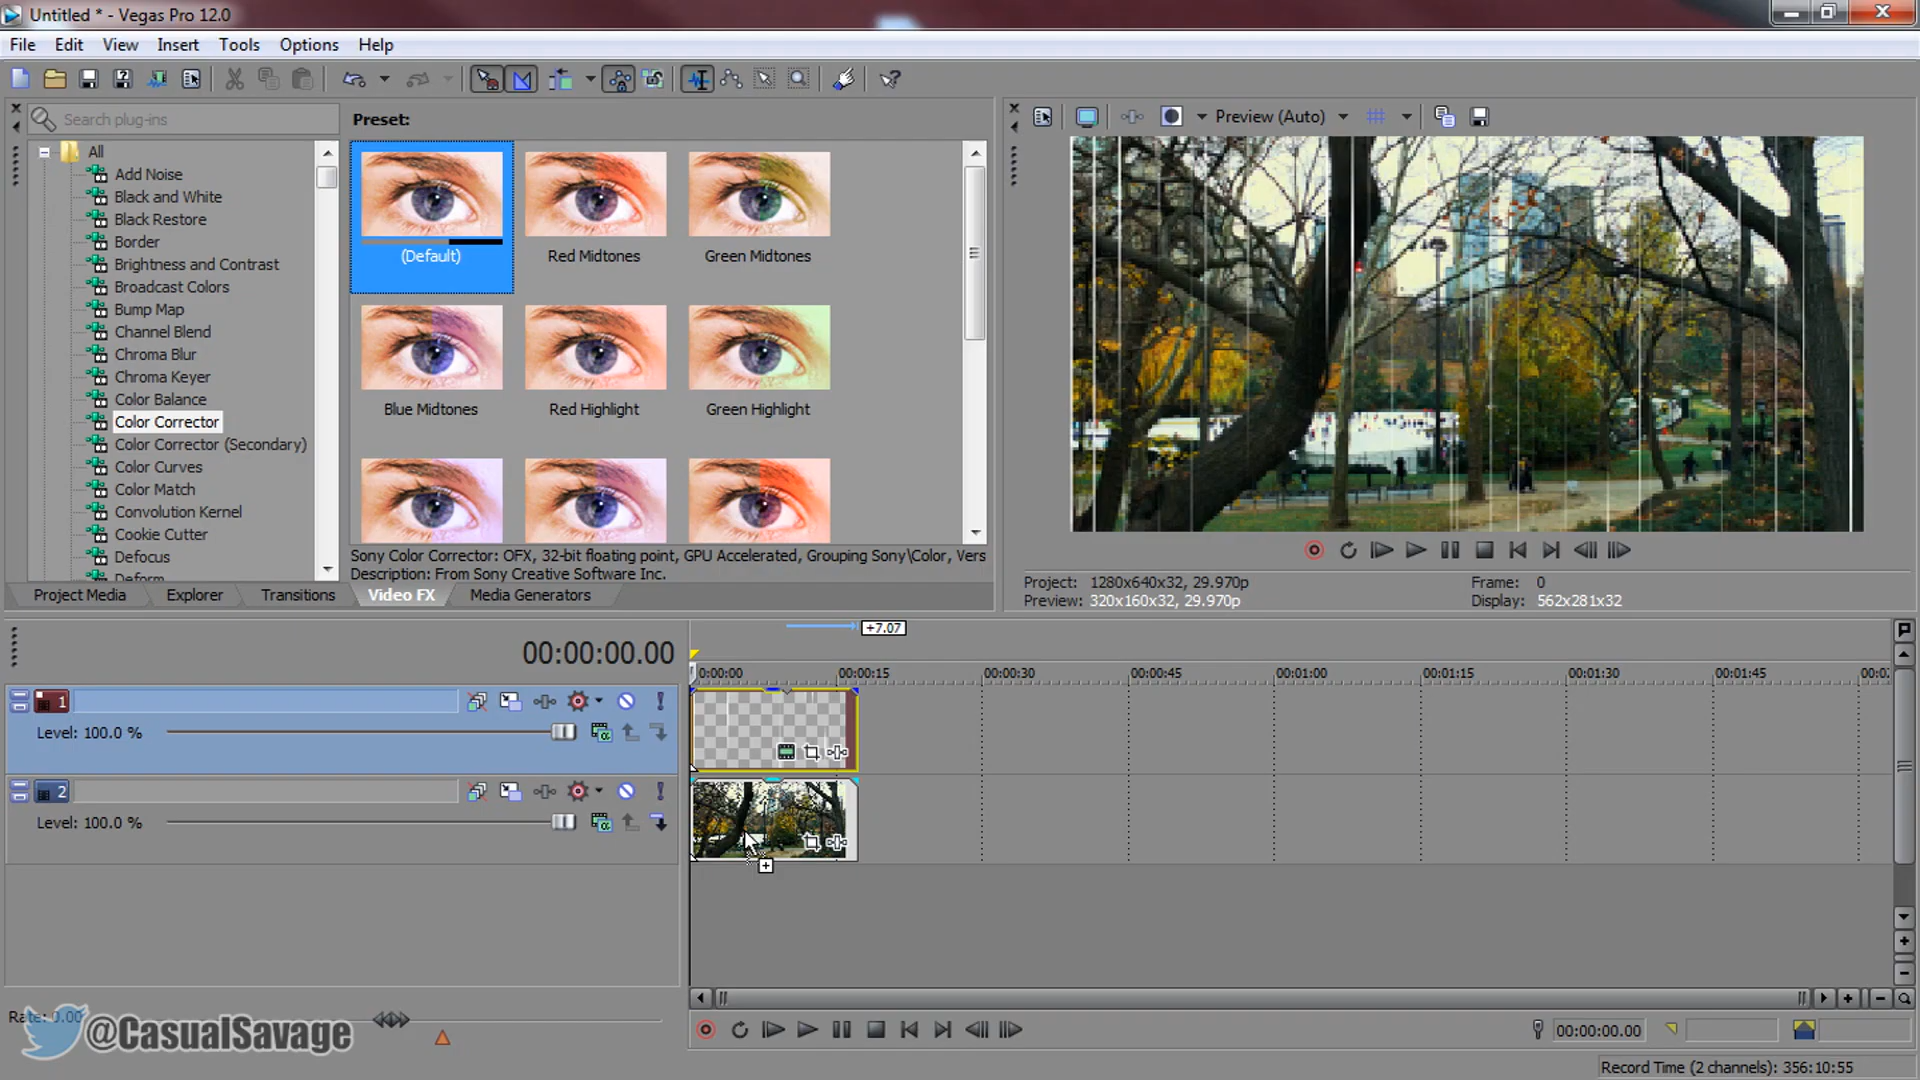 Untitled * - Vegas Pro 12.0
File Edit View Insert Tools Options Help
Search plug-ins
Preset:
Preview (Auto)
All
Add Noise
Black and White
Black Restore
Border
Brightness and Contrast
Broadcast Colors
Bump Map
Channel Blend
Chroma Blur
Chroma Keyer
Color Balance
Color Corrector
Color Corrector (Secondary)
Color Curves
Color Match
Convolution Kernel
Cookie Cutter
Defocus
Deform
(Default) Red Midtones Green Midtones
Blue Midtones Red Highlight Green Highlight
Sony Color Corrector: OFX, 32-bit floating point, GPU Accelerated, Grouping Sony\Color, Vers
Description: From Sony Creative Software Inc.
Project Media Explorer Transitions Video FX Media Generators
Project: 1280x640x32, 29.970p Frame: 0
Preview: 320x160x32, 29.970p Display: 562x281x32
00:00:00.00
+7.07
0:00:00 00:00:15 00:00:30 00:00:45 00:01:00 00:01:15 00:01:30 00:01:45
1
Level: 100.0 %
2
Level: 100.0 %
Rate: 0.00
@CasualSavage
00:00:00.00
Record Time (2 channels): 356:10:55